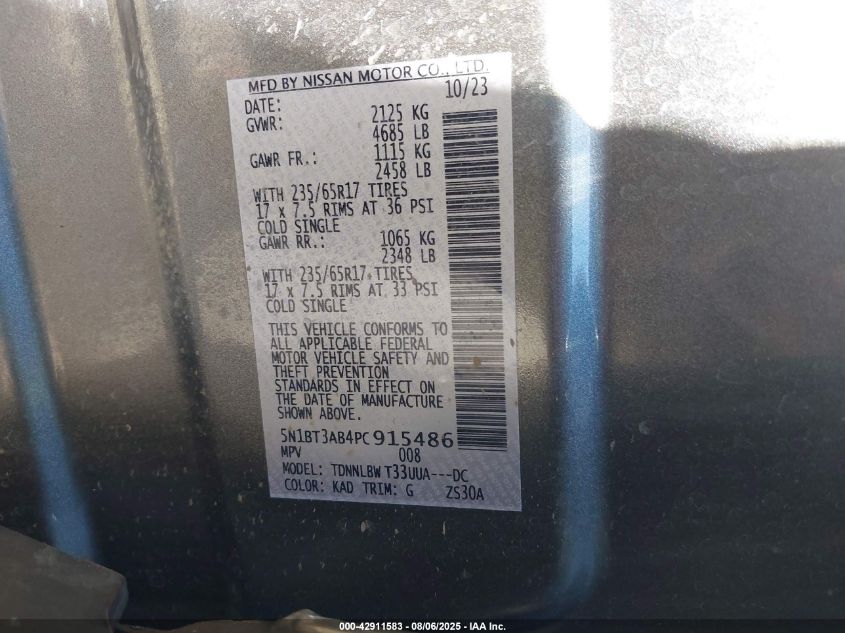 MFD BY NISSAN MOTOR CO., LTD.
DATE: 10/23
GVWR: 2125 KG
4685 LB
GAWR FR.: 1115 KG
2458 LB
WITH 235/65R17 TIRES
17 x 7.5 RIMS AT 36 PSI
COLD SINGLE
GAWR RR.: 1065 KG
2348 LB
WITH 235/65R17 TIRES
17 x 7.5 RIMS AT 33 PSI
COLD SINGLE
THIS VEHICLE CONFORMS TO
ALL APPLICABLE FEDERAL
MOTOR VEHICLE SAFETY AND
THEFT PREVENTION
STANDARDS IN EFFECT ON
THE DATE OF MANUFACTURE
SHOWN ABOVE.
5N1BT3AB4PC915486
MPV 008
MODEL: TDNNLBW T33UUA---DC
COLOR: KAD TRIM: G ZS30A
000-42911583 - 08/06/2025 - IAA Inc.